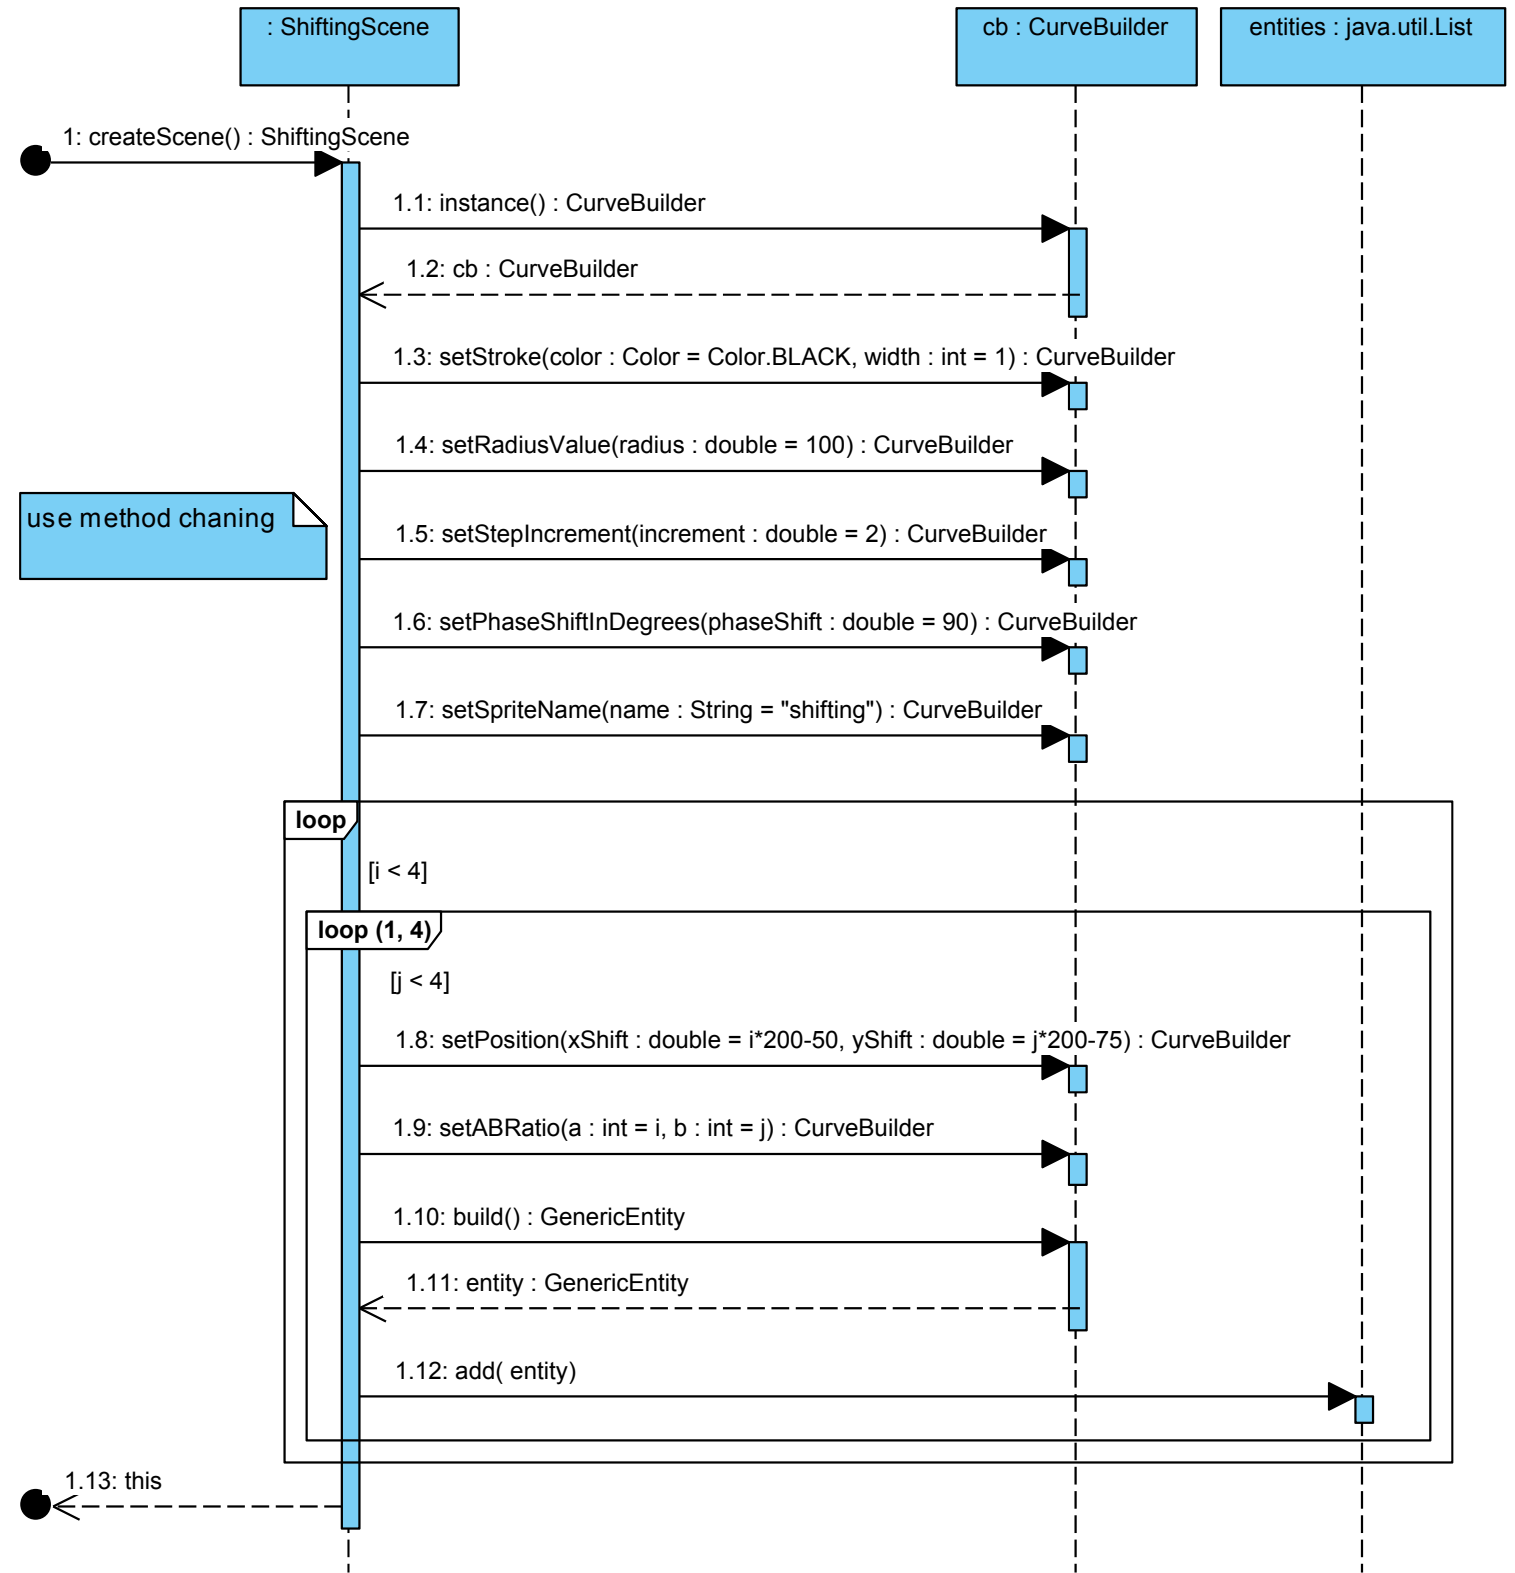 : ShiftingScene
cb : CurveBuilder
entities : java.util.List
1: createScene() : ShiftingScene
1.1: instance() : CurveBuilder
1.2: cb : CurveBuilder
1.3: setStroke(color : Color = Color.BLACK, width : int = 1) : CurveBuilder
1.4: setRadiusValue(radius : double = 100) : CurveBuilder
use method chaning
1.5: setStepIncrement(increment : double = 2) : CurveBuilder
1.6: setPhaseShiftInDegrees(phaseShift : double = 90) : CurveBuilder
1.7: setSpriteName(name : String = "shifting") : CurveBuilder
loop
[i < 4]
loop (1, 4)
[j < 4]
1.8: setPosition(xShift : double = i*200-50, yShift : double = j*200-75) : CurveBuilder
1.9: setABRatio(a : int = i, b : int = j) : CurveBuilder
1.10: build() : GenericEntity
1.11: entity : GenericEntity
1.12: add( entity)
1.13: this